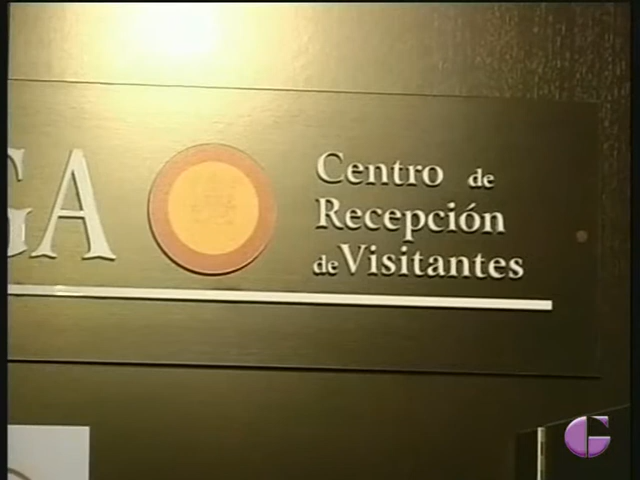 GA
Centro de
Recepción
de Visitantes
G